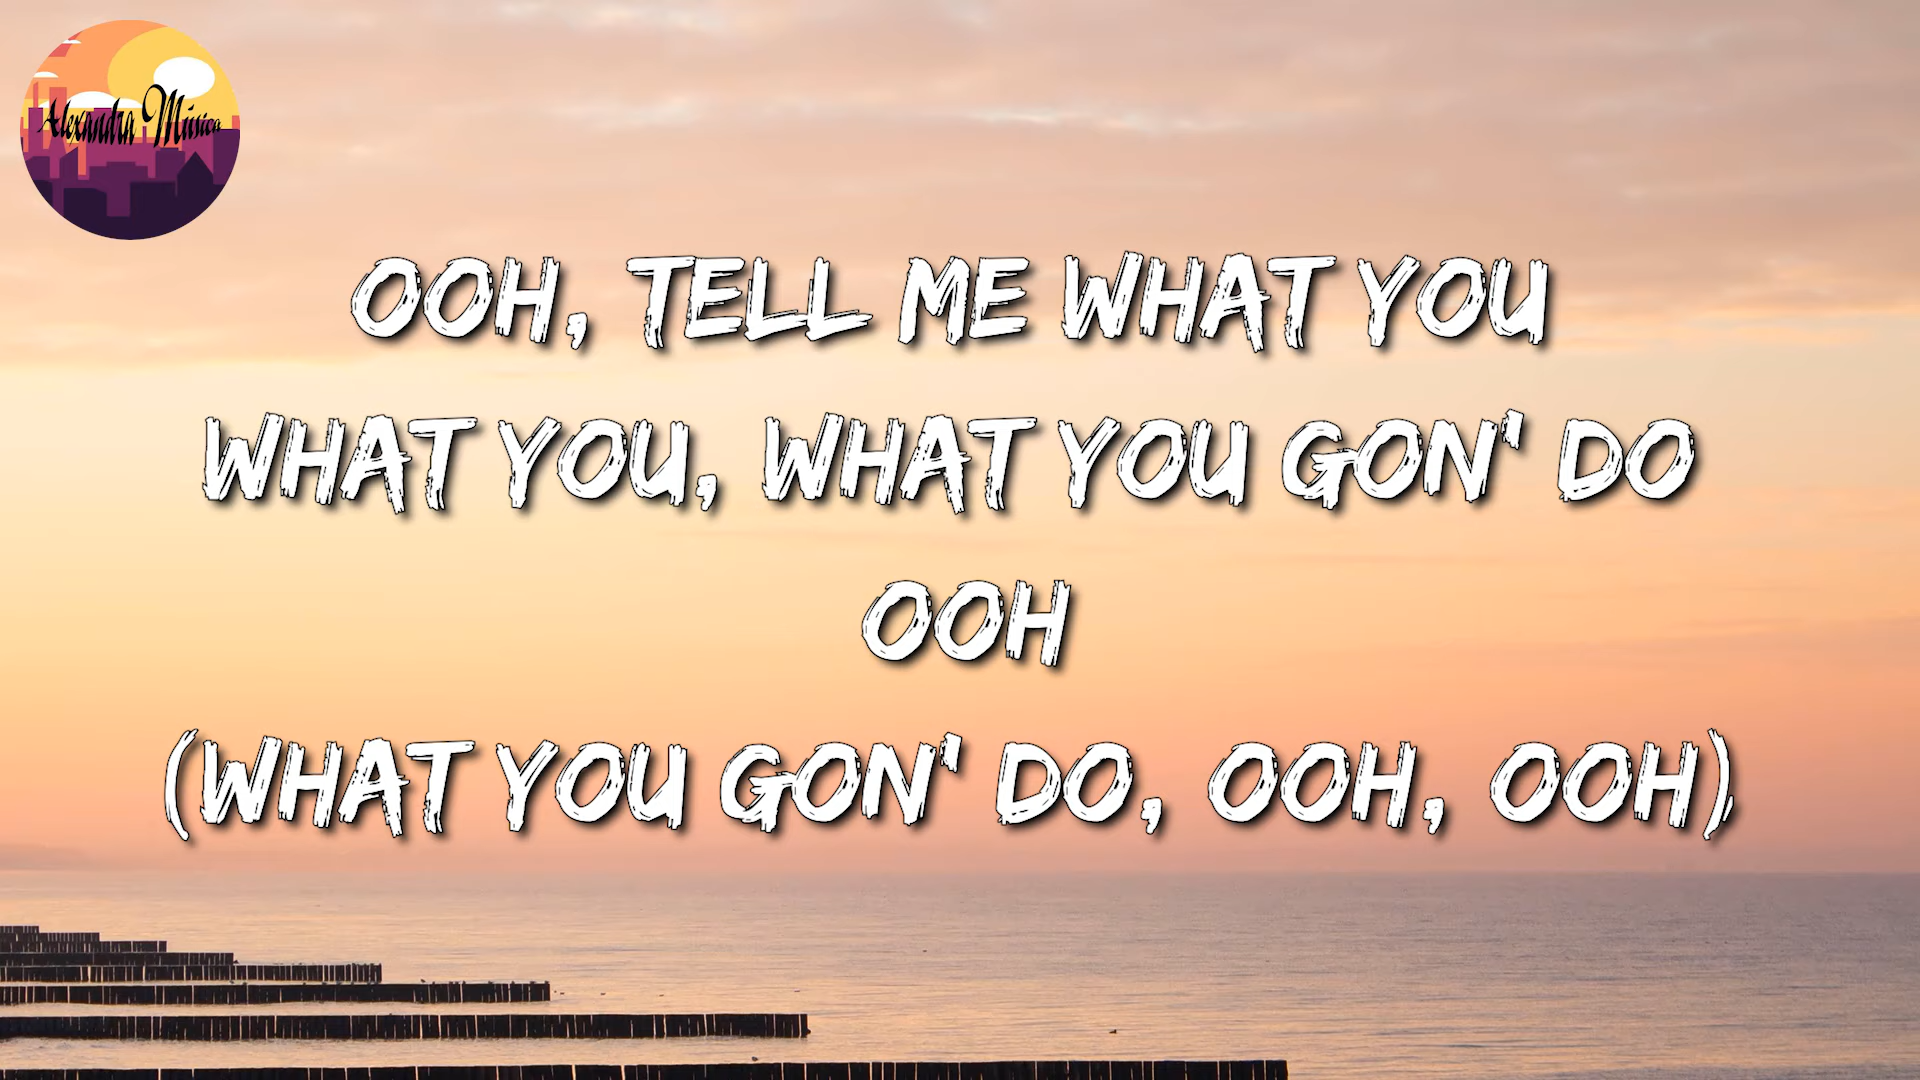 Alexandra Música
OOH, TELL ME WHAT YOU
WHAT YOU, WHAT YOU GON' DO
OOH
(WHAT YOU GON' DO, OOH, OOH)